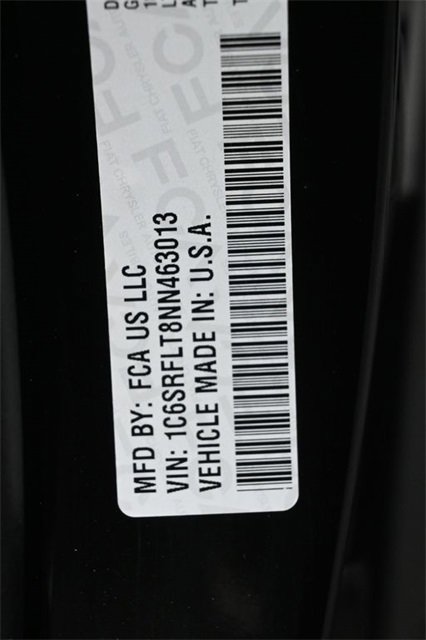 MFD BY: FCA US LLC
VIN: 1C6SRFLT8NN463013
VEHICLE MADE IN: U.S.A.